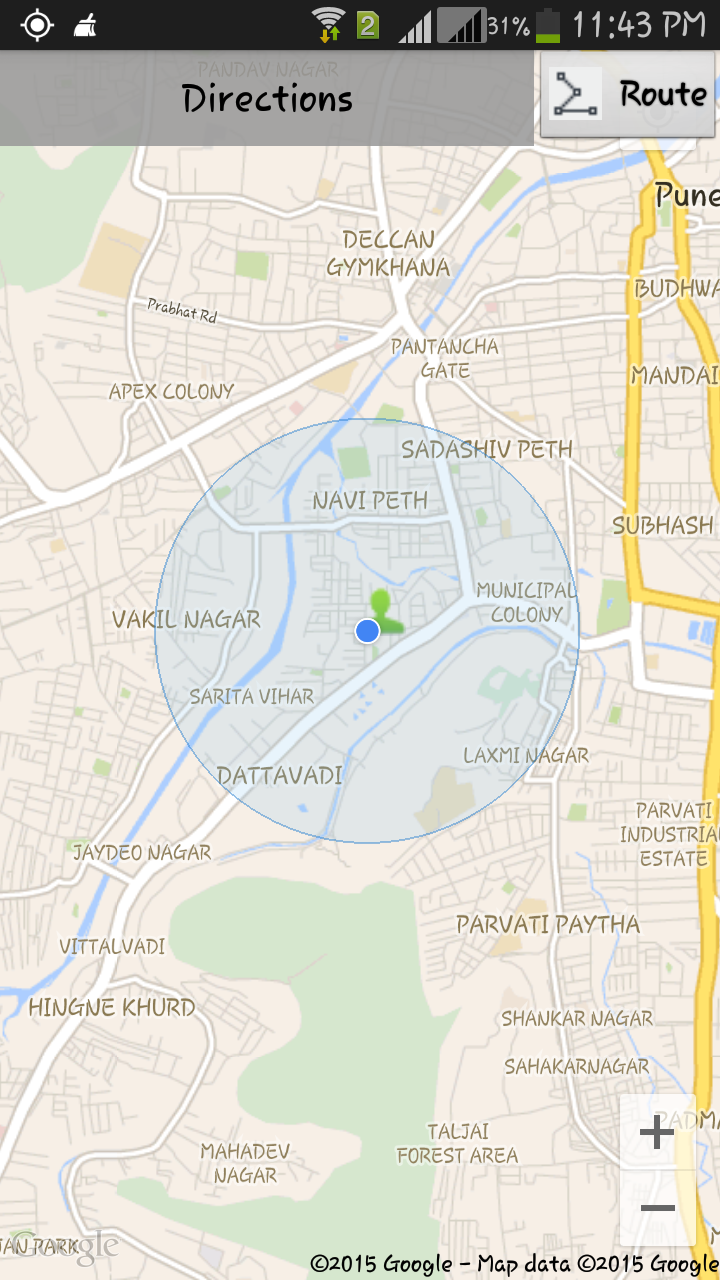 2
31%
11:43 PM
PANDAV NAGAR
Directions
Route
Pune
DECCAN
GYMKHANA
BUDHWA
Prabhat Rd
PANTANCHA
GATE
MANDAI
APEX COLONY
SADASHIV PETH
NAVI PETH
SUBHASH
MUNICIPAL
COLONY
VAKIL NAGAR
SARITA VIHAR
LAXMI NAGAR
DATTAVADI
PARVATI
INDUSTRIA
ESTATE
JAYDEO NAGAR
PARVATI PAYTHA
VITTALVADI
HINGNE KHURD
SHANKAR NAGAR
SAHAKARNAGAR
PADMA
+
TALJAI
FOREST AREA
MAHADEV
NAGAR
−
AN PARK
Google
©2015 Google - Map data ©2015 Google